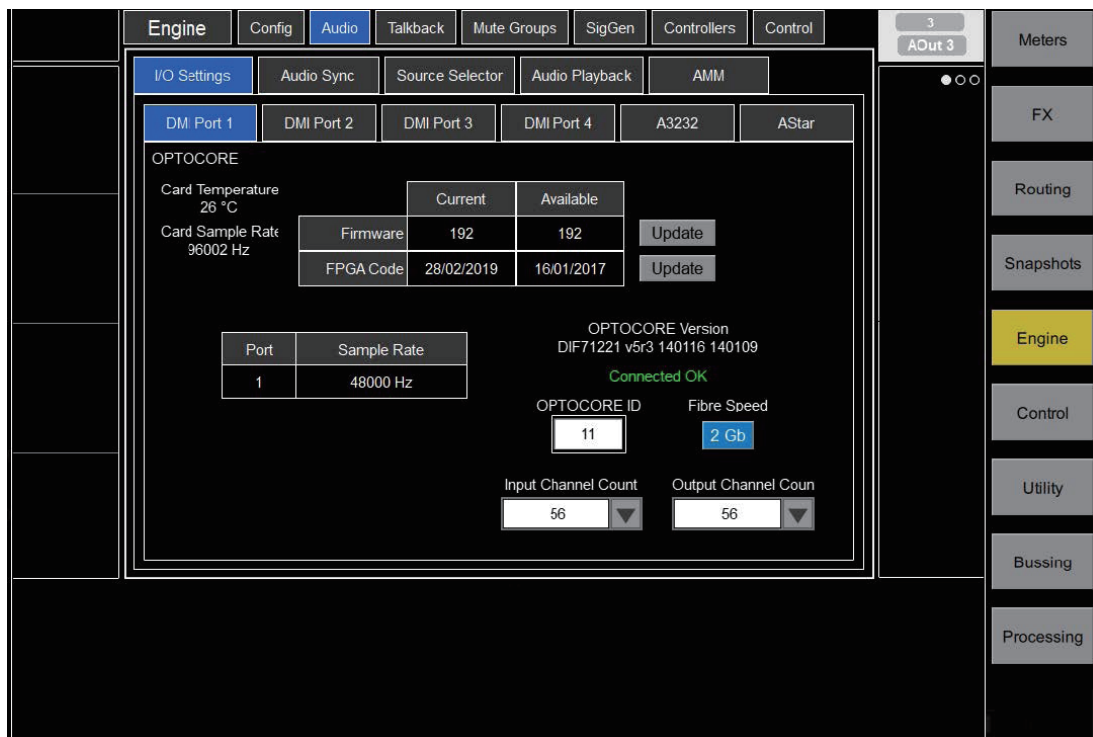 Engine Config Audio Talkback Mute Groups SigGen Controllers Control
3
AOut 3
Meters
I/O Settings Audio Sync Source Selector Audio Playback AMM
DMI Port 1 DMI Port 2 DMI Port 3 DMI Port 4 A3232 AStar
FX
OPTOCORE
Card Temperature
26 °C
Card Sample Rate
96002 Hz
Current Available
Firmware 192 192 Update
FPGA Code 28/02/2019 16/01/2017 Update
Routing
Snapshots
Port Sample Rate
1 48000 Hz
OPTOCORE Version
DIF71221 v5r3 140116 140109
Connected OK
Engine
OPTOCORE ID Fibre Speed
11 2 Gb
Control
Input Channel Count Output Channel Coun
56 56
Utility
Bussing
Processing